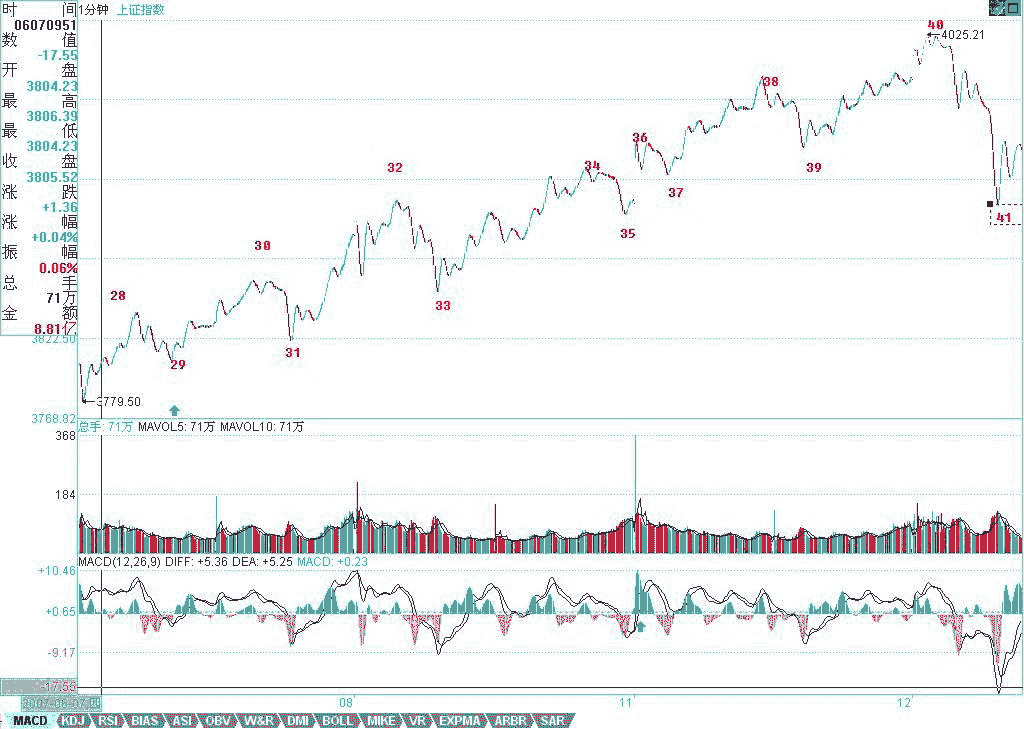 时 间 1分钟 上证指数
06070951
数 值
-17.55
开 盘
3804.23
最 高
3806.39
最 低
3804.23
收 盘
3805.52
涨 跌
+1.36
涨 幅
+0.04%
振 幅
0.06%
总 手
71万
金 额
8.81亿
3822.50
3768.82
40
4025.21
38
36
39
32
34
37
41
35
30
28
33
31
29
3779.50
总手: 71万 MAVOL5: 71万 MAVOL10: 71万
368
184
MACD(12,26,9) DIFF: +5.36 DEA: +5.25 MACD: +0.23
+10.46
+0.65
-9.17
-17.55
2007-06-07,四 08 11 12
MACD KDJ RSI BIAS ASI OBV W&R DMI BOLL MIKE VR EXPMA ARBR SAR